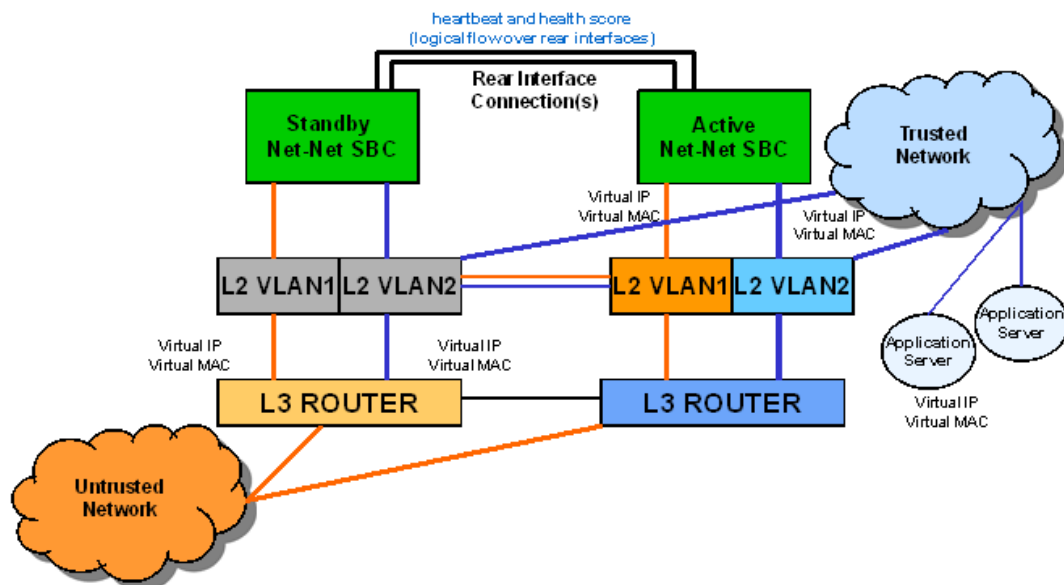 heartbeat and health score
(logical flow over rear interfaces)
Rear Interface
Connection(s)
Standby
Net-Net SBC
Active
Net-Net SBC
Trusted
Network
Virtual IP
Virtual MAC
Virtual IP
Virtual MAC
L2 VLAN1
L2 VLAN2
L2 VLAN1
L2 VLAN2
Application
Server
Application
Server
Virtual IP
Virtual MAC
Virtual IP
Virtual MAC
Virtual IP
Virtual MAC
L3 ROUTER
L3 ROUTER
Untrusted
Network